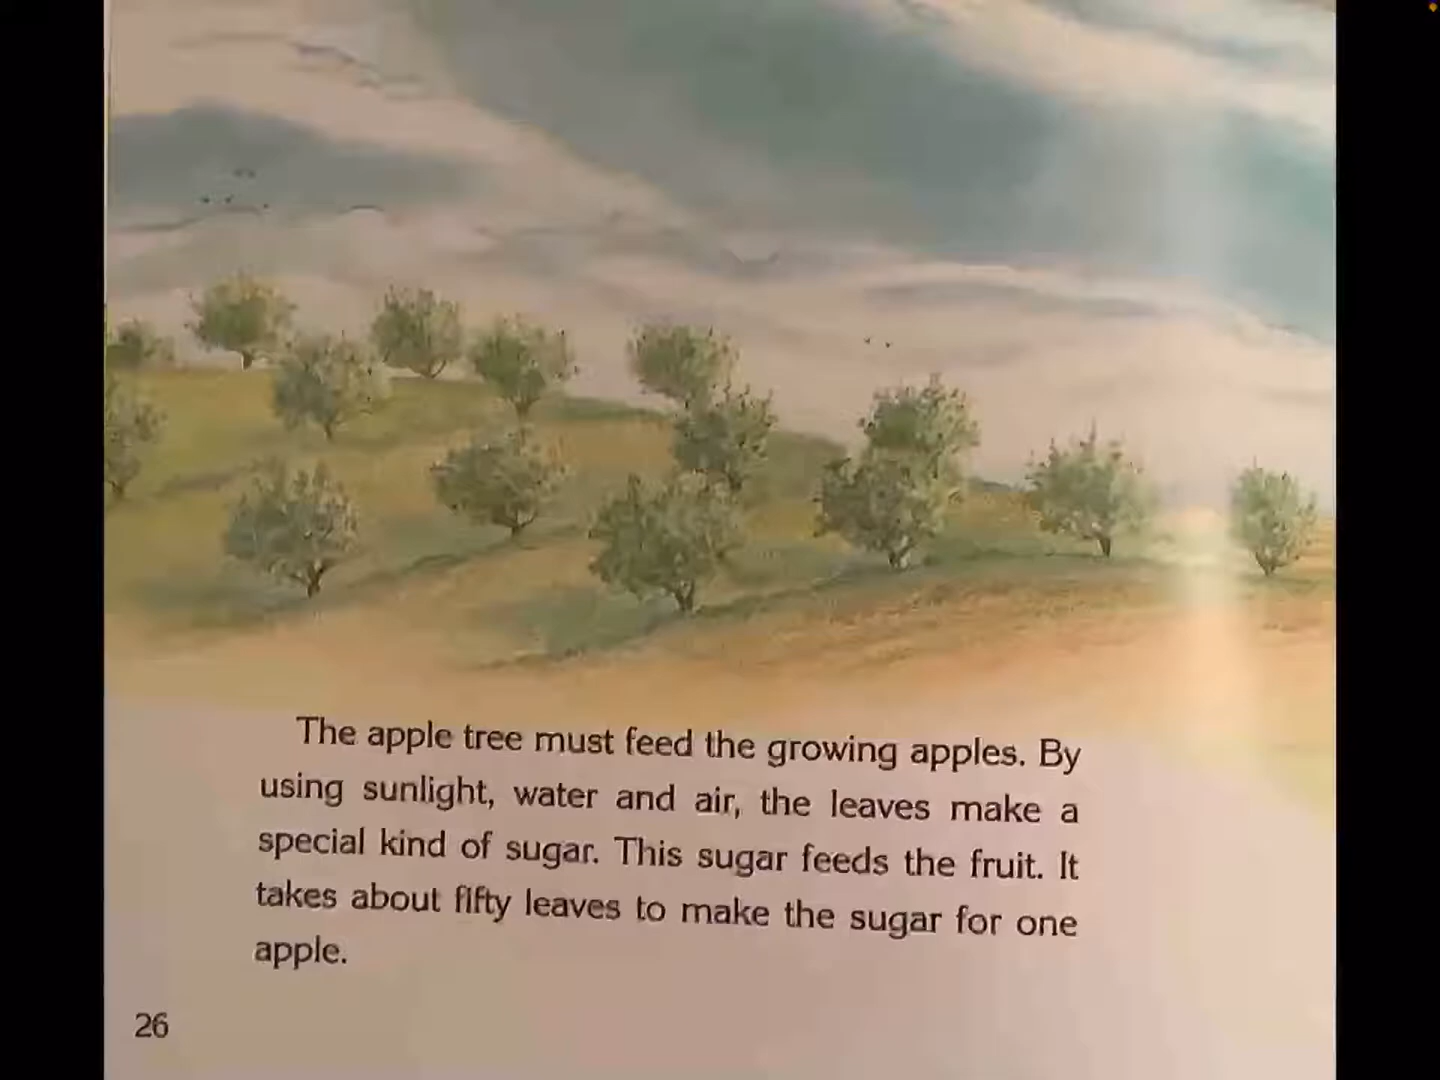 The apple tree must feed the growing apples. By
using sunlight, water and air, the leaves make a
special kind of sugar. This sugar feeds the fruit. It
takes about fifty leaves to make the sugar for one
apple.
26